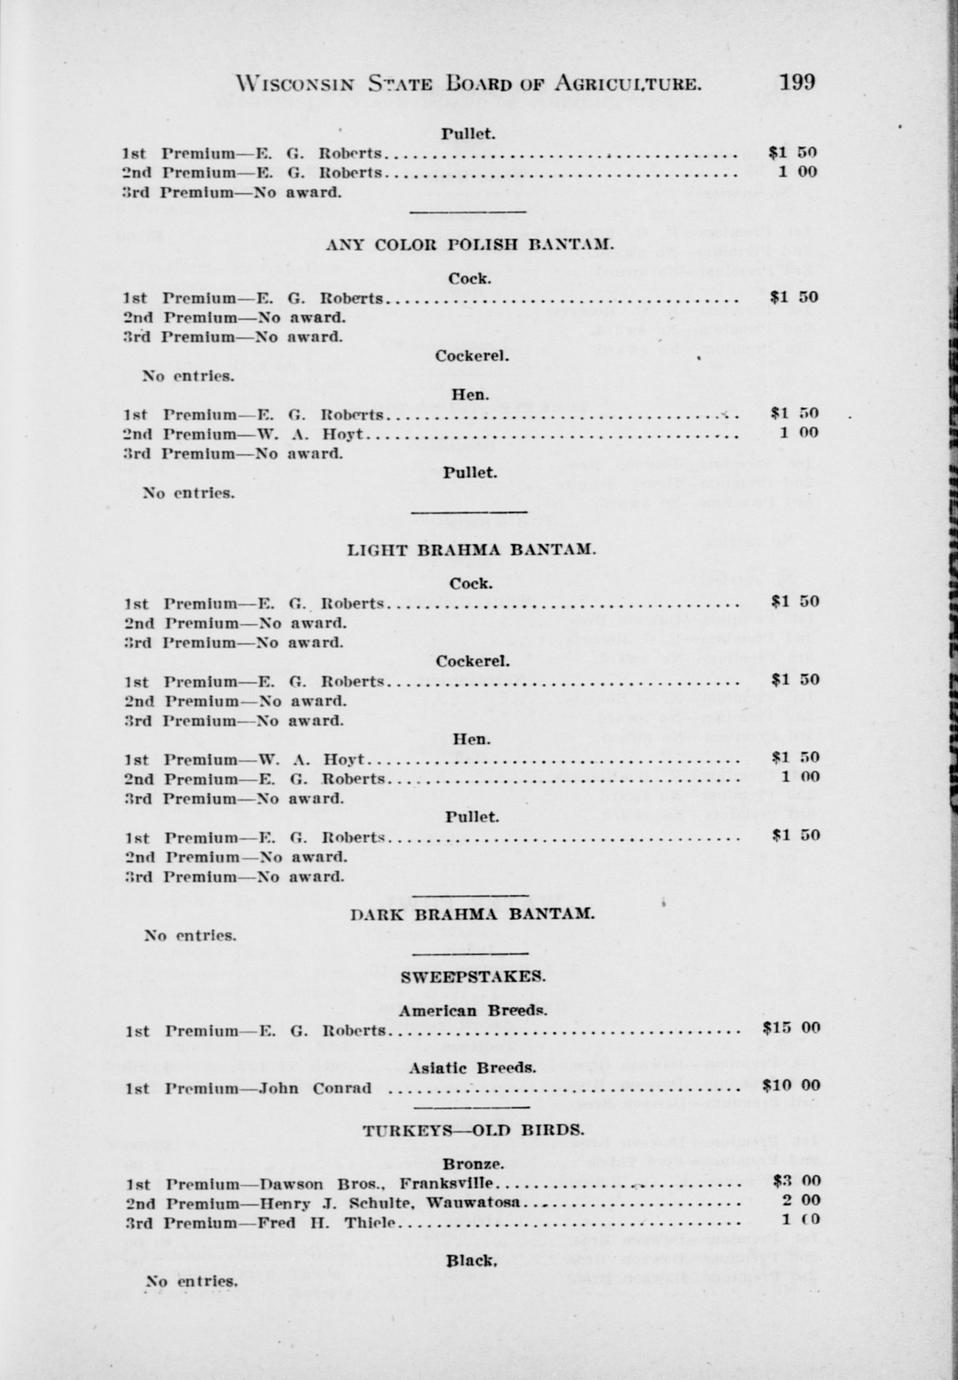 WISCONSIN STATE BOARD OF AGRICULTURE. 199
Pullet.
1st Premium—E. G. Roberts...................................... $1 50
2nd Premium—E. G. Roberts...................................... 1 00
3rd Premium—No award.
ANY COLOR POLISH BANTAM.
Cock.
1st Premium—E. G. Roberts...................................... $1 50
2nd Premium—No award.
3rd Premium—No award.
Cockerel.
No entries.
Hen.
1st Premium—E. G. Roberts...................................... $1 50
2nd Premium—W. A. Hoyt...................................... 1 00
3rd Premium—No award.
Pullet.
No entries.
LIGHT BRAHMA BANTAM.
Cock.
1st Premium—E. G. Roberts...................................... $1 50
2nd Premium—No award.
3rd Premium—No award.
Cockerel.
1st Premium—E. G. Roberts...................................... $1 50
2nd Premium—No award.
3rd Premium—No award.
Hen.
1st Premium—W. A. Hoyt...................................... $1 50
2nd Premium—E. G. Roberts...................................... 1 00
3rd Premium—No award.
Pullet.
1st Premium—E. G. Roberts...................................... $1 50
2nd Premium—No award.
3rd Premium—No award.
DARK BRAHMA BANTAM.
No entries.
SWEEPSTAKES.
American Breeds.
1st Premium—E. G. Roberts...................................... $15 00
Asiatic Breeds.
1st Premium—John Conrad ...................................... $10 00
TURKEYS—OLD BIRDS.
Bronze.
1st Premium—Dawson Bros., Franksville.......................... $3 00
2nd Premium—Henry J. Schulte, Wauwatosa....................... 2 00
3rd Premium—Fred H. Thiele..................................... 1 00
Black.
No entries.